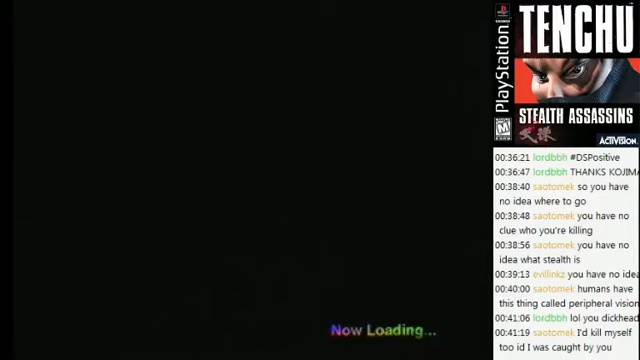 PlayStation
TENCHU
STEALTH ASSASSINS
M
ACTIVISION.
00:36:21 lordbbh #DSPositive
00:36:47 lordbbh THANKS KOJIMA
00:38:40 saotomek so you have
no idea where to go
00:38:48 saotomek you have no
clue who you're killing
00:38:56 saotomek you have no
idea what stealth is
00:39:13 evillinkz you have no idea
00:40:00 saotomek humans have
this thing called peripheral vision
00:41:06 lordbbh lol you dickhead
00:41:19 saotomek I'd kill myself
too id I was caught by you
Now Loading...